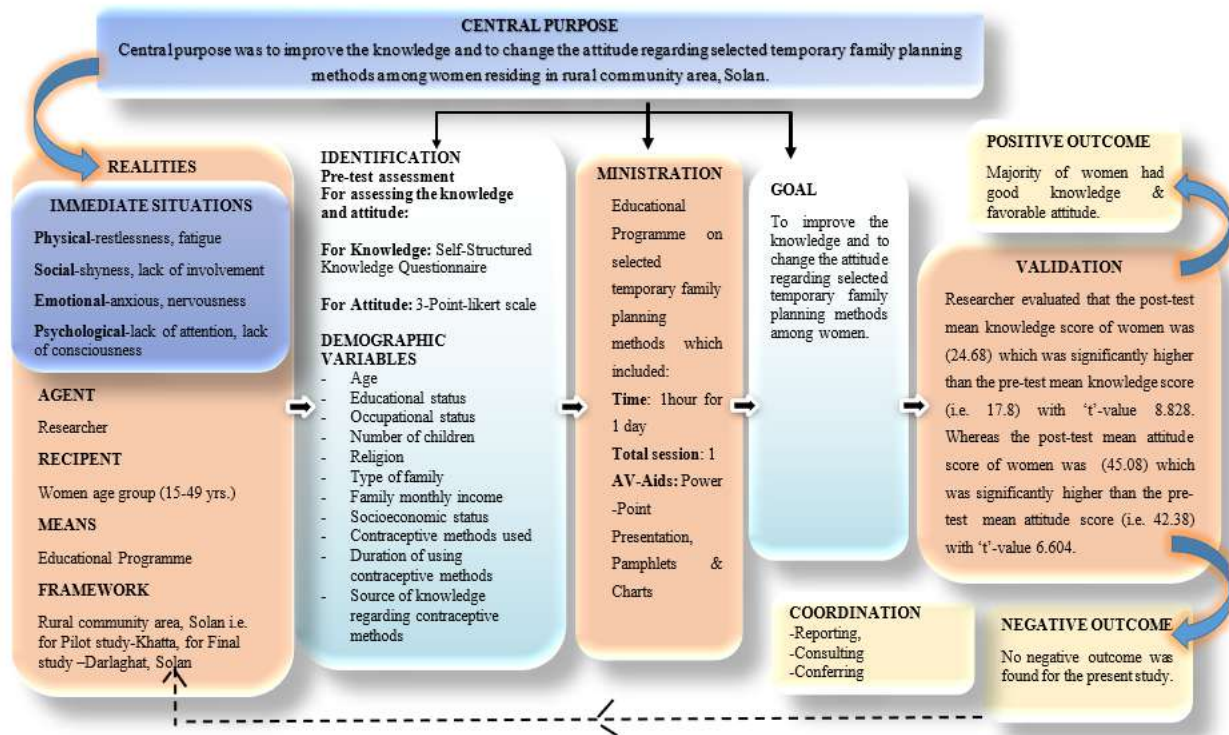 CENTRAL PURPOSE
Central purpose was to improve the knowledge and to change the attitude regarding selected temporary family planning
methods among women residing in rural community area, Solan.
REALITIES
IMMEDIATE SITUATIONS
Physical-restlessness, fatigue
Social-shyness, lack of involvement
Emotional-anxious, nervousness
Psychological-lack of attention, lack
of consciousness
AGENT
Researcher
RECIPENT
Women age group (15-49 yrs.)
MEANS
Educational Programme
FRAMEWORK
Rural community area, Solan i.e.
for Pilot study-Khatta, for Final
study –Darlaghat, Solan
IDENTIFICATION
Pre-test assessment
For assessing the knowledge
and attitude:
For Knowledge: Self-Structured
Knowledge Questionnaire
For Attitude: 3-Point-likert scale
DEMOGRAPHIC
VARIABLES
- Age
- Educational status
- Occupational status
- Number of children
- Religion
- Type of family
- Family monthly income
- Socioeconomic status
- Contraceptive methods used
- Duration of using
contraceptive methods
- Source of knowledge
regarding contraceptive
methods
MINISTRATION
Educational
Programme on
selected
temporary family
planning
methods which
included:
Time: 1hour for
1 day
Total session: 1
AV-Aids: Power
-Point
Presentation,
Pamphlets &
Charts
GOAL
To improve the
knowledge and to
change the attitude
regarding selected
temporary family
planning methods
among women.
COORDINATION
-Reporting,
-Consulting
-Conferring
POSITIVE OUTCOME
Majority of women had
good knowledge &
favorable attitude.
VALIDATION
Researcher evaluated that the post-test
mean knowledge score of women was
(24.68) which was significantly higher
than the pre-test mean knowledge score
(i.e. 17.8) with ‘t’-value 8.828.
Whereas the post-test mean attitude
score of women was (45.08) which
was significantly higher than the pre-
test mean attitude score (i.e. 42.38)
with ‘t’-value 6.604.
NEGATIVE OUTCOME
No negative outcome was
found for the present study.